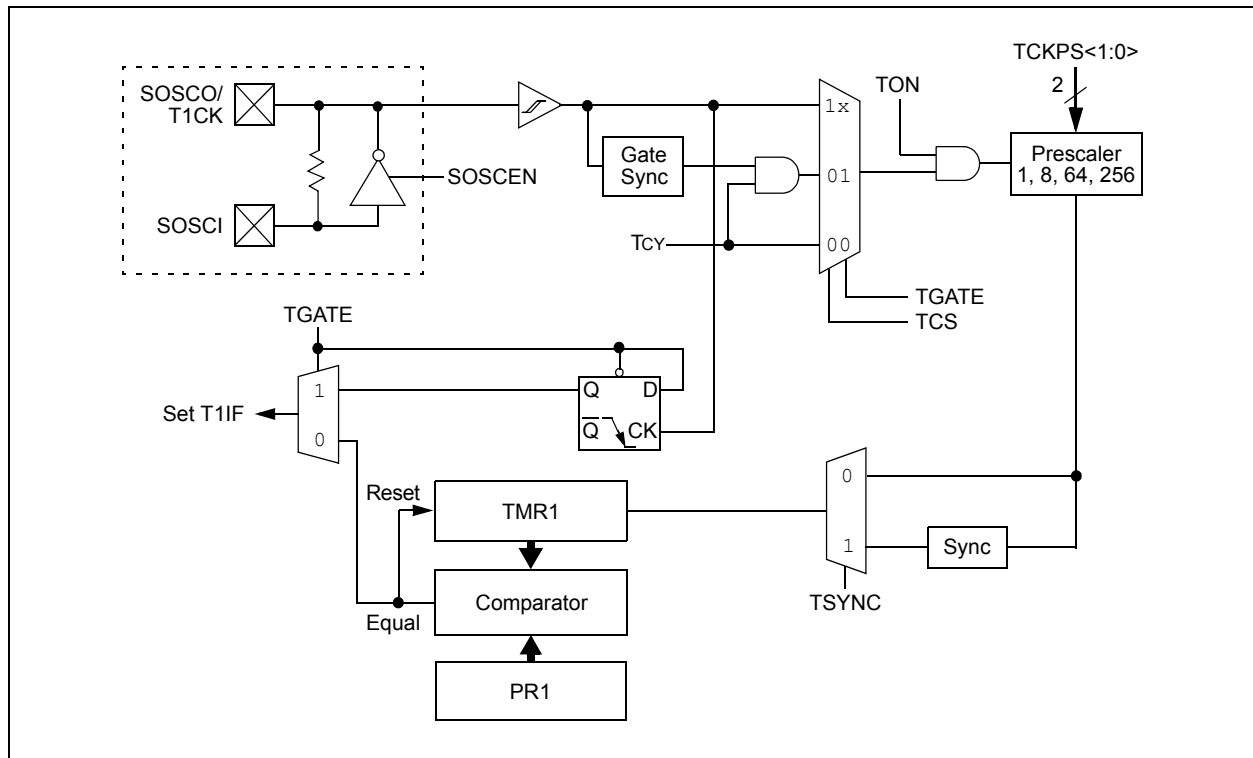 TCKPS<1:0>
SOSCO/
T1CK
TON
2
1x
Gate
Sync
Prescaler
1, 8, 64, 256
SOSCEN
01
SOSCI
TCY
00
TGATE
TCS
TGATE
1
Q
D
Set T1IF
Q
CK
0
0
Reset
TMR1
1
Sync
TSYNC
Comparator
Equal
PR1